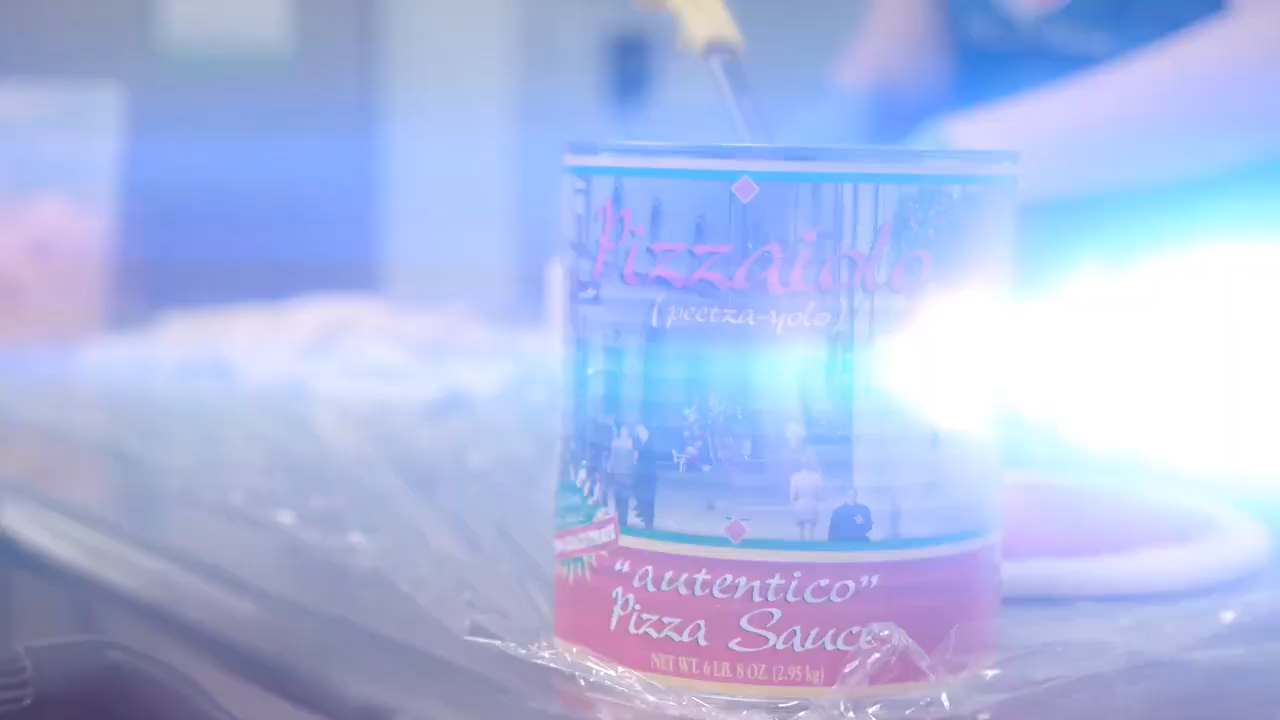 Pizzaiolo
(peetza-yolo)
"autentico"
Pizza Sauce
NET WT. 6 LB. 8 OZ. (2.95 kg)